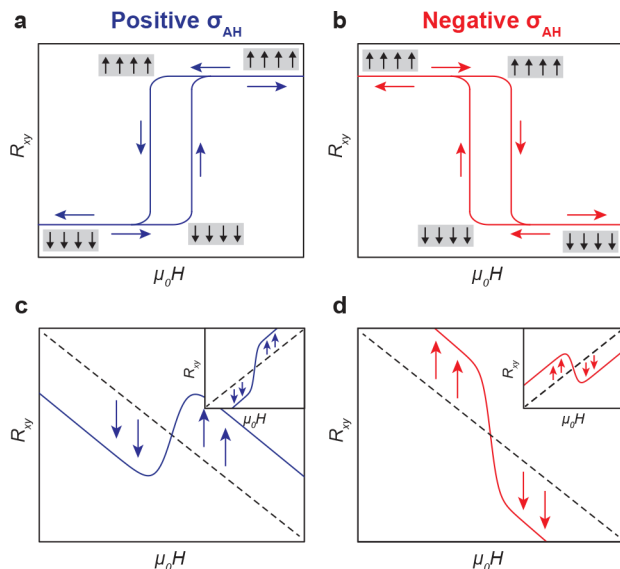 a Positive σAH
Rxy
μ0H
b Negative σAH
Rxy
μ0H
c
Rxy
μ0H
Rxy
μ0H
d
Rxy
μ0H
Rxy
μ0H